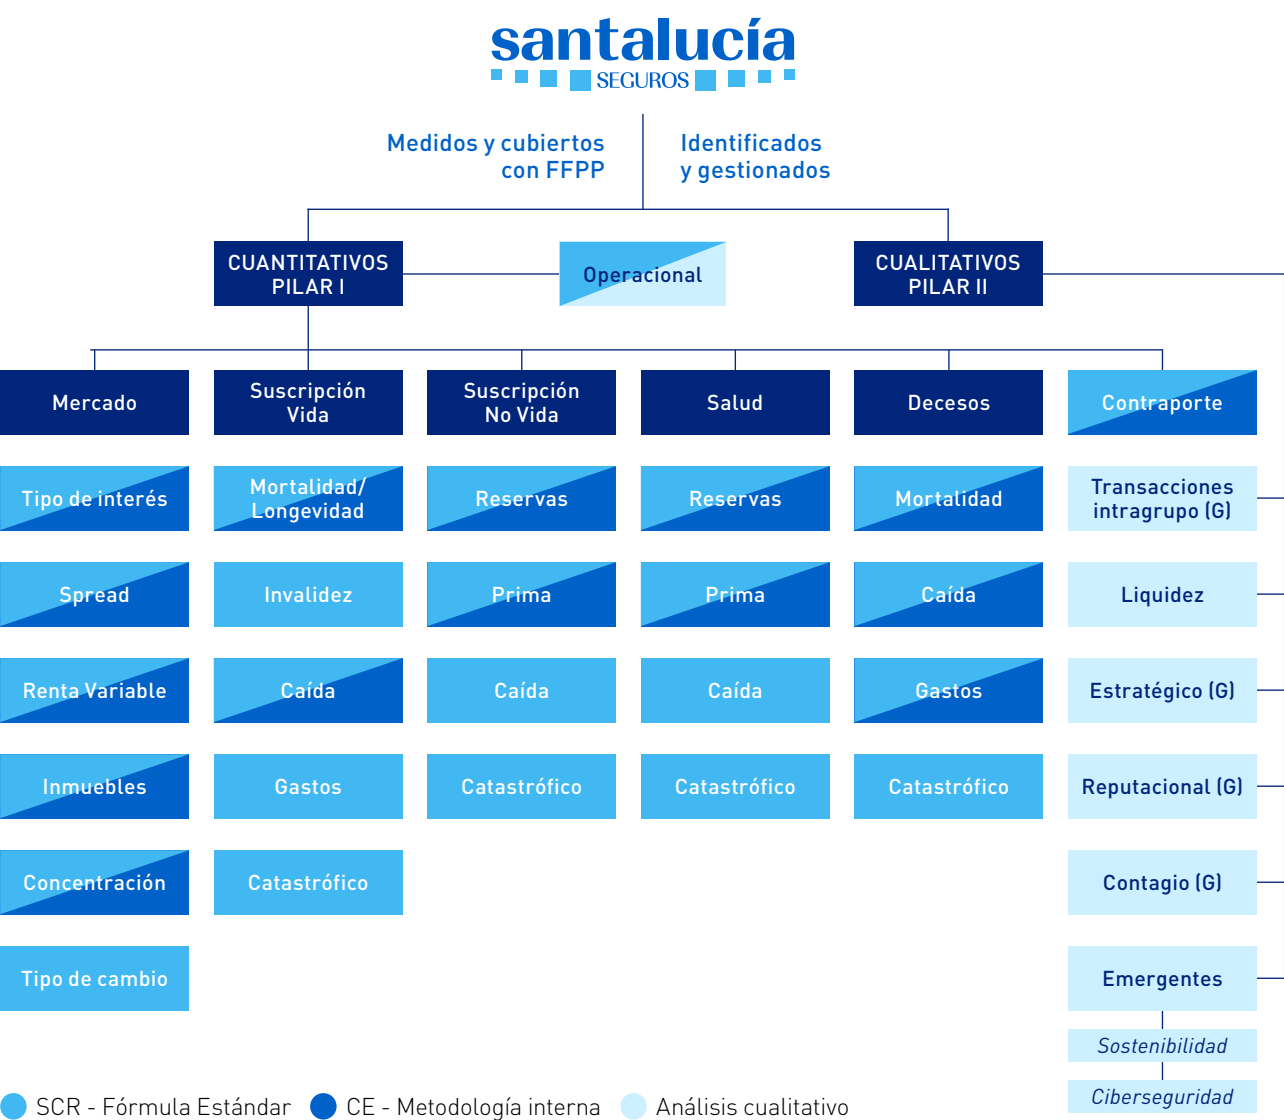 santalucía
SEGUROS
Medidos y cubiertos
con FFPP
Identificados
y gestionados
CUANTITATIVOS
PILAR I
Operacional
CUALITATIVOS
PILAR II
Mercado
Suscripción
Vida
Suscripción
No Vida
Salud
Decesos
Contraporte
Tipo de interés
Mortalidad/
Longevidad
Reservas
Reservas
Mortalidad
Transacciones
intragrupo (G)
Spread
Invalidez
Prima
Prima
Caída
Liquidez
Renta Variable
Caída
Caída
Caída
Gastos
Estratégico (G)
Inmuebles
Gastos
Catastrófico
Catastrófico
Catastrófico
Reputacional (G)
Concentración
Catastrófico
Contagio (G)
Tipo de cambio
Emergentes
Sostenibilidad
Ciberseguridad
SCR - Fórmula Estándar
CE - Metodología interna
Análisis cualitativo